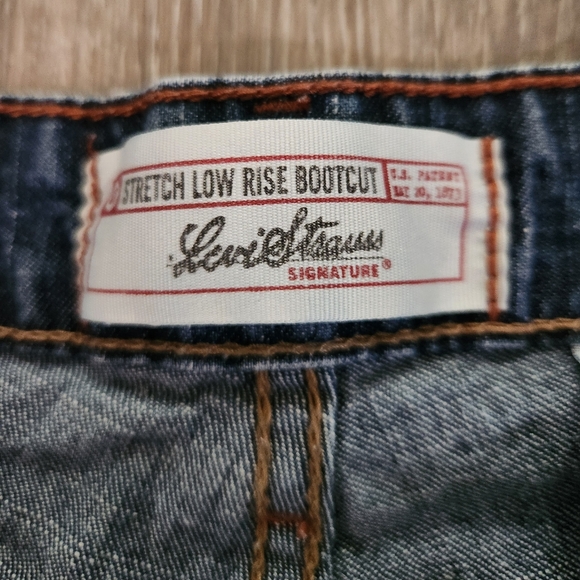 STRETCH LOW RISE BOOTCUT
U.S. PATENT
MAY 20, 1873
Levi Strauss
SIGNATURE®